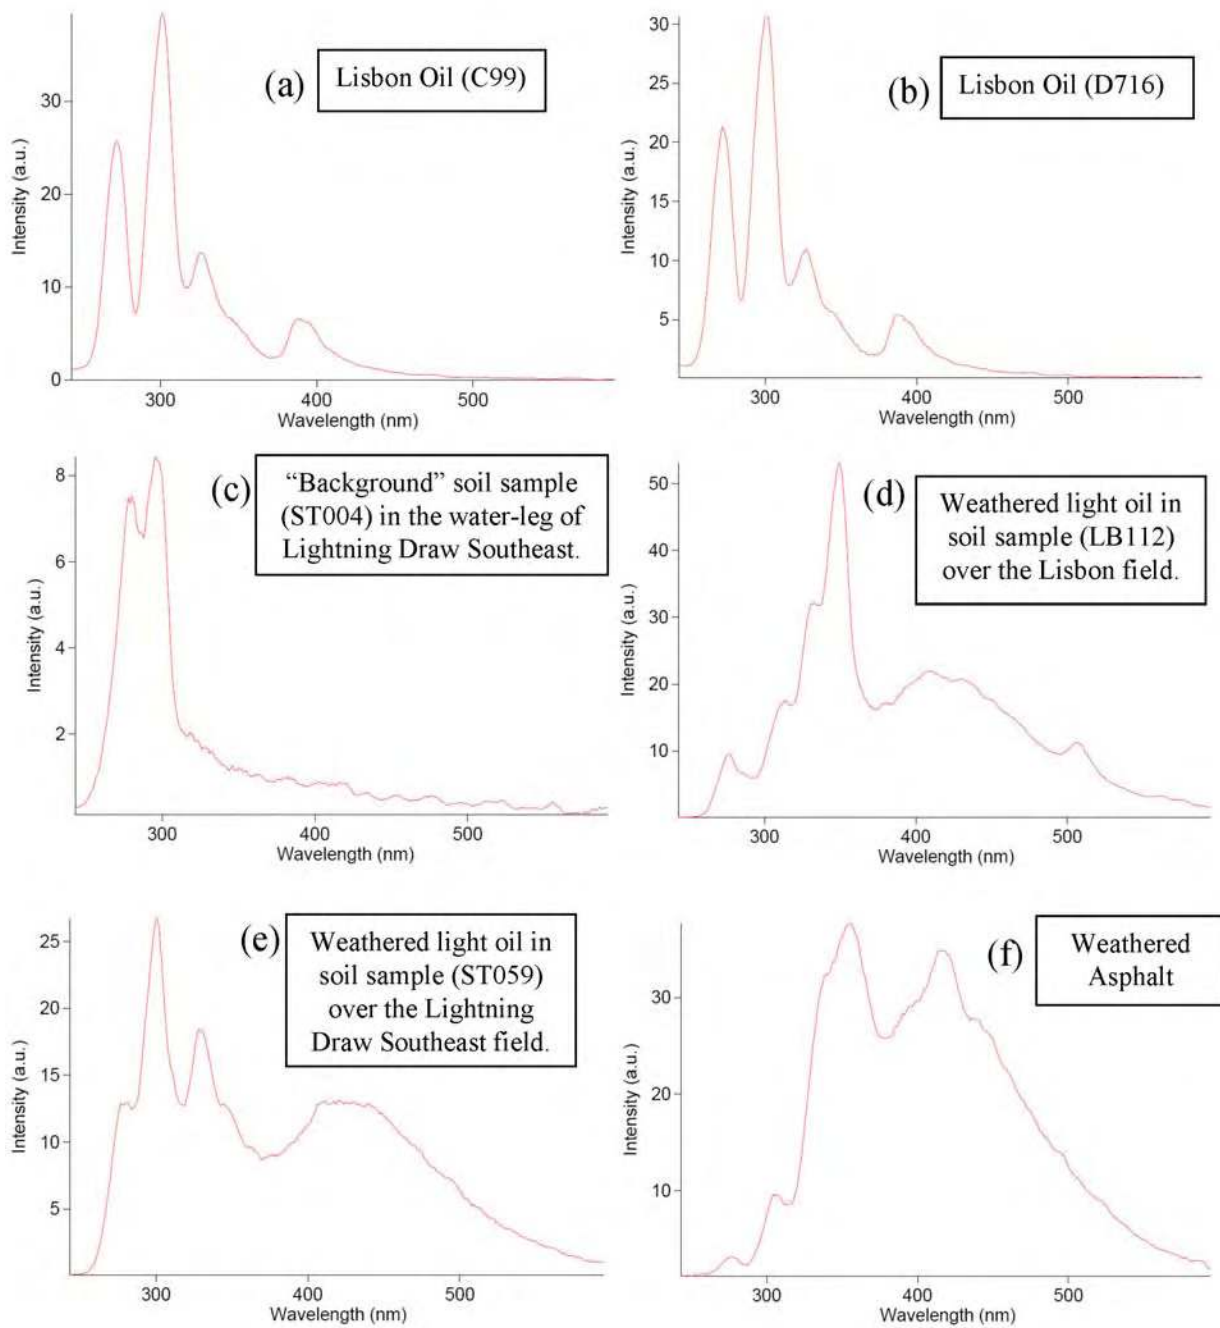 (a)
Lisbon Oil (C99)
Intensity (a.u.)
30
20
10
0
300
400
500
Wavelength (nm)
(b)
Lisbon Oil (D716)
Intensity (a.u.)
30
25
20
15
10
5
300
400
500
Wavelength (nm)
(c)
“Background” soil sample
(ST004) in the water-leg of
Lightning Draw Southeast.
Intensity (a.u.)
8
6
4
2
300
400
500
Wavelength (nm)
(d)
Weathered light oil in
soil sample (LB112)
over the Lisbon field.
Intensity (a.u.)
50
40
30
20
10
300
400
500
Wavelength (nm)
(e)
Weathered light oil in
soil sample (ST059)
over the Lightning
Draw Southeast field.
Intensity (a.u.)
25
20
15
10
5
300
400
500
Wavelength (nm)
(f)
Weathered
Asphalt
Intensity (a.u.)
30
20
10
300
400
500
Wavelength (nm)